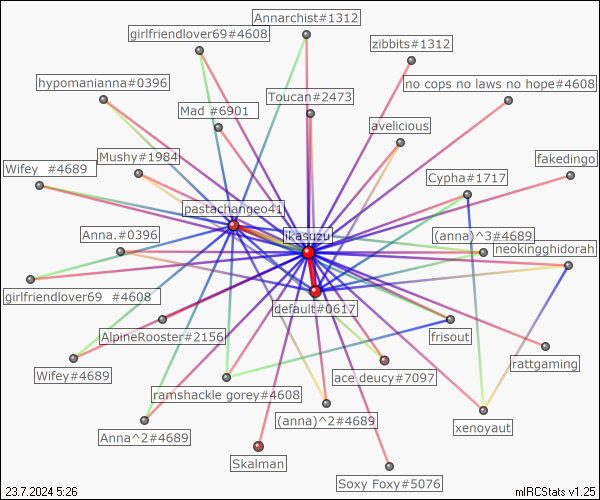 Annarchist#1312
girlfriendlover69#4608
zibbits#1312
hypomanianna#0396
no cops no laws no hope#4608
Toucan#2473
Mad #6901
avelicious
Mushy#1984
fakedingo
Wifey #4689
Cypha#1717
pastachangeo41
ikasuzu
(anna)^3#4689
Anna.#0396
neokingghidorah
girlfriendlover69 #4608
default#0617
AlpineRooster#2156
frisout
rattgaming
Wifey#4689
ace deucy#7097
ramshackle gorey#4608
(anna)^2#4689
xenoyaut
Anna^2#4689
Skalman
Soxy Foxy#5076
23.7.2024 5:26
mIRCStats v1.25